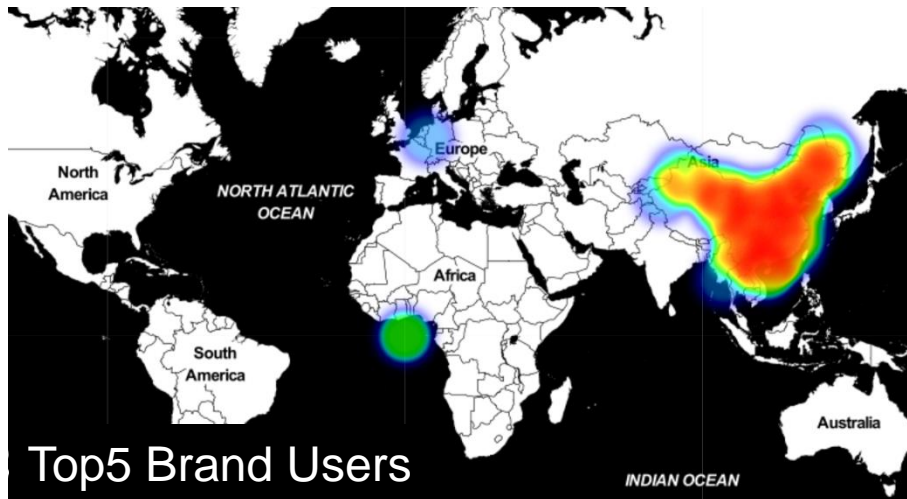 Europe
Asia
North
America
NORTH ATLANTIC
OCEAN
Africa
South
America
Australia
Top5 Brand Users
INDIAN OCEAN